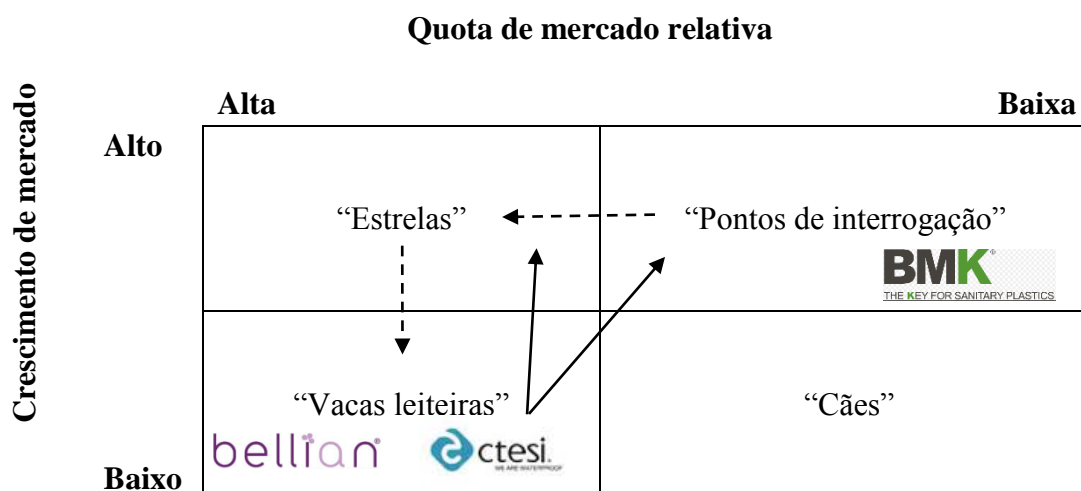 Quota de mercado relativa
Crescimento de mercado
Alta
Baixa
Alto
“Estrelas”
“Pontos de interrogação”
BMK®
THE KEY FOR SANITARY PLASTICS
“Vacas leiteiras”
“Cães”
bellian
ctesi.
WE ARE WATERPROOF
Baixo